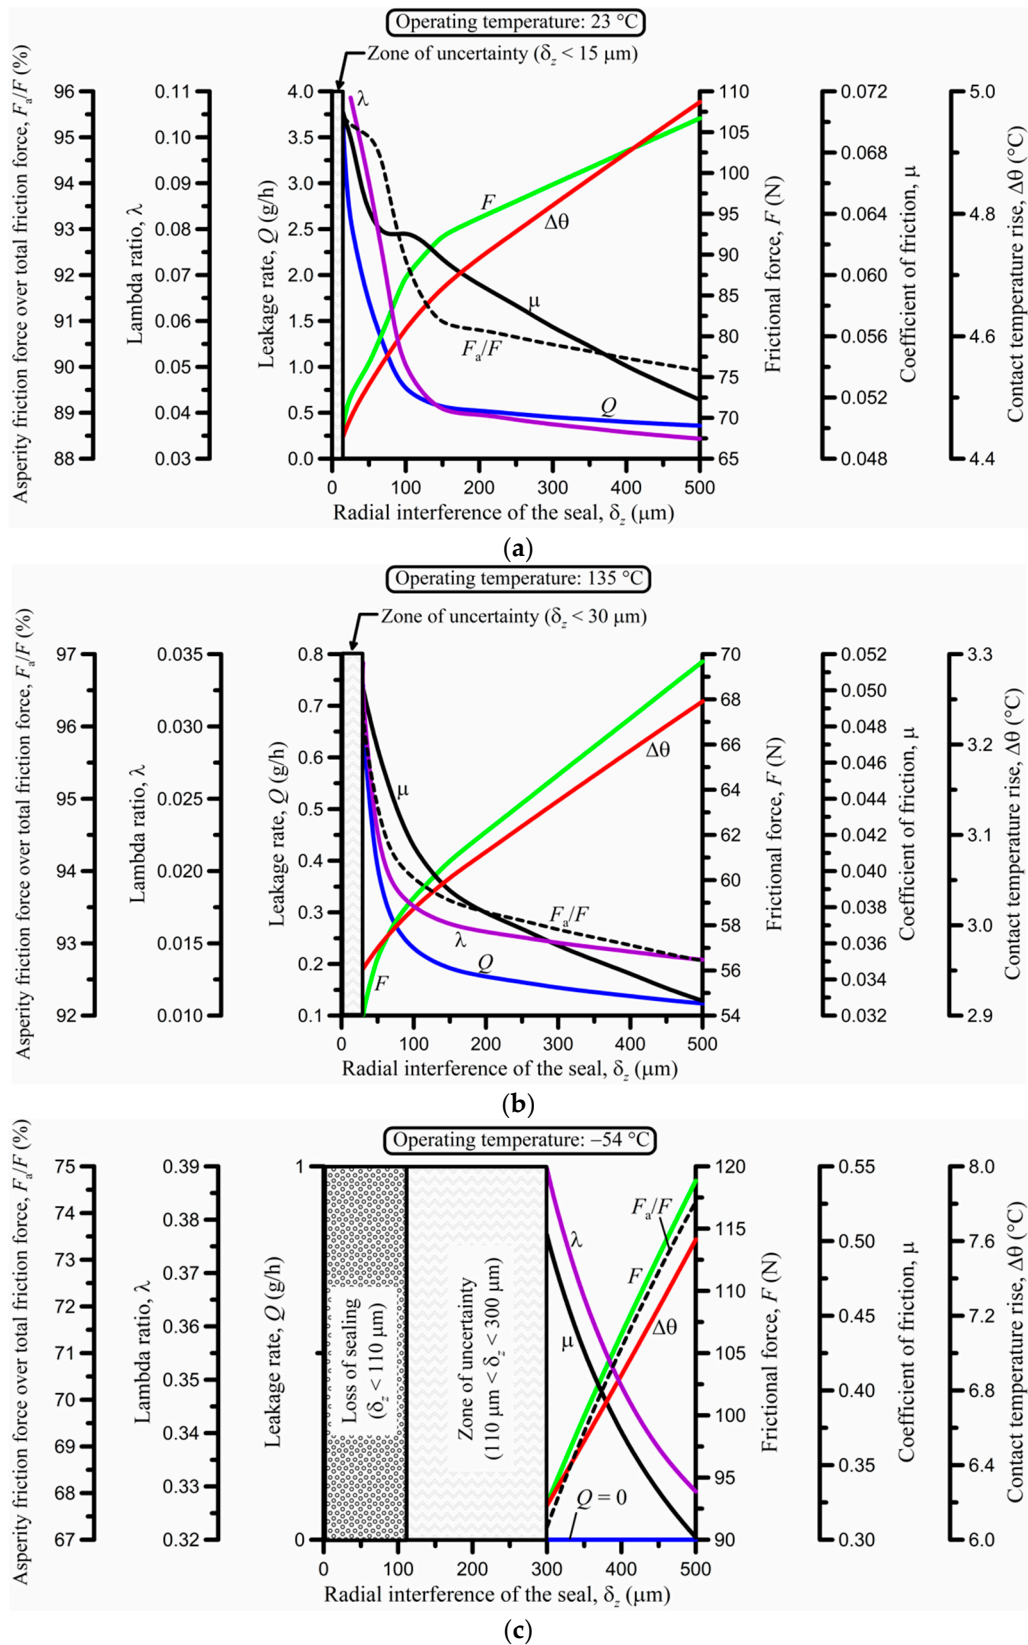 Operating temperature: 23 °C
Zone of uncertainty (δz < 15 μm)
Asperity friction force over total friction force, Fa/F (%)
96
95
94
93
92
91
90
89
88
Lambda ratio, λ
0.11
0.10
0.09
0.08
0.07
0.06
0.05
0.04
0.03
Leakage rate, Q (g/h)
4.0
3.5
3.0
2.5
2.0
1.5
1.0
0.5
0.0
λ
F
Δθ
μ
Fa/F
Q
110
105
100
95
90
85
80
75
70
65
Frictional force, F (N)
0.072
0.068
0.064
0.060
0.056
0.052
0.048
Coefficient of friction, μ
5.0
4.8
4.6
4.4
Contact temperature rise, Δθ (°C)
0 100 200 300 400 500
Radial interference of the seal, δz (μm)
(a)
Operating temperature: 135 °C
Zone of uncertainty (δz < 30 μm)
Asperity friction force over total friction force, Fa/F (%)
97
96
95
94
93
92
Lambda ratio, λ
0.035
0.030
0.025
0.020
0.015
0.010
Leakage rate, Q (g/h)
0.8
0.7
0.6
0.5
0.4
0.3
0.2
0.1
Δθ
μ
Fa/F
λ
Q
F
70
68
66
64
62
60
58
56
54
Frictional force, F (N)
0.052
0.050
0.048
0.046
0.044
0.042
0.040
0.038
0.036
0.034
0.032
Coefficient of friction, μ
3.3
3.2
3.1
3.0
2.9
Contact temperature rise, Δθ (°C)
0 100 200 300 400 500
Radial interference of the seal, δz (μm)
(b)
Operating temperature: –54 °C
Asperity friction force over total friction force, Fa/F (%)
75
74
73
72
71
70
69
68
67
Lambda ratio, λ
0.39
0.38
0.37
0.36
0.35
0.34
0.33
0.32
Leakage rate, Q (g/h)
1
0
Loss of sealing
(δz < 110 μm)
Zone of uncertainty
(110 μm < δz < 300 μm)
Fa/F
λ
F
Δθ
μ
Q = 0
120
115
110
105
100
95
90
Frictional force, F (N)
0.55
0.50
0.45
0.40
0.35
0.30
Coefficient of friction, μ
8.0
7.6
7.2
6.8
6.4
6.0
Contact temperature rise, Δθ (°C)
0 100 200 300 400 500
Radial interference of the seal, δz (μm)
(c)